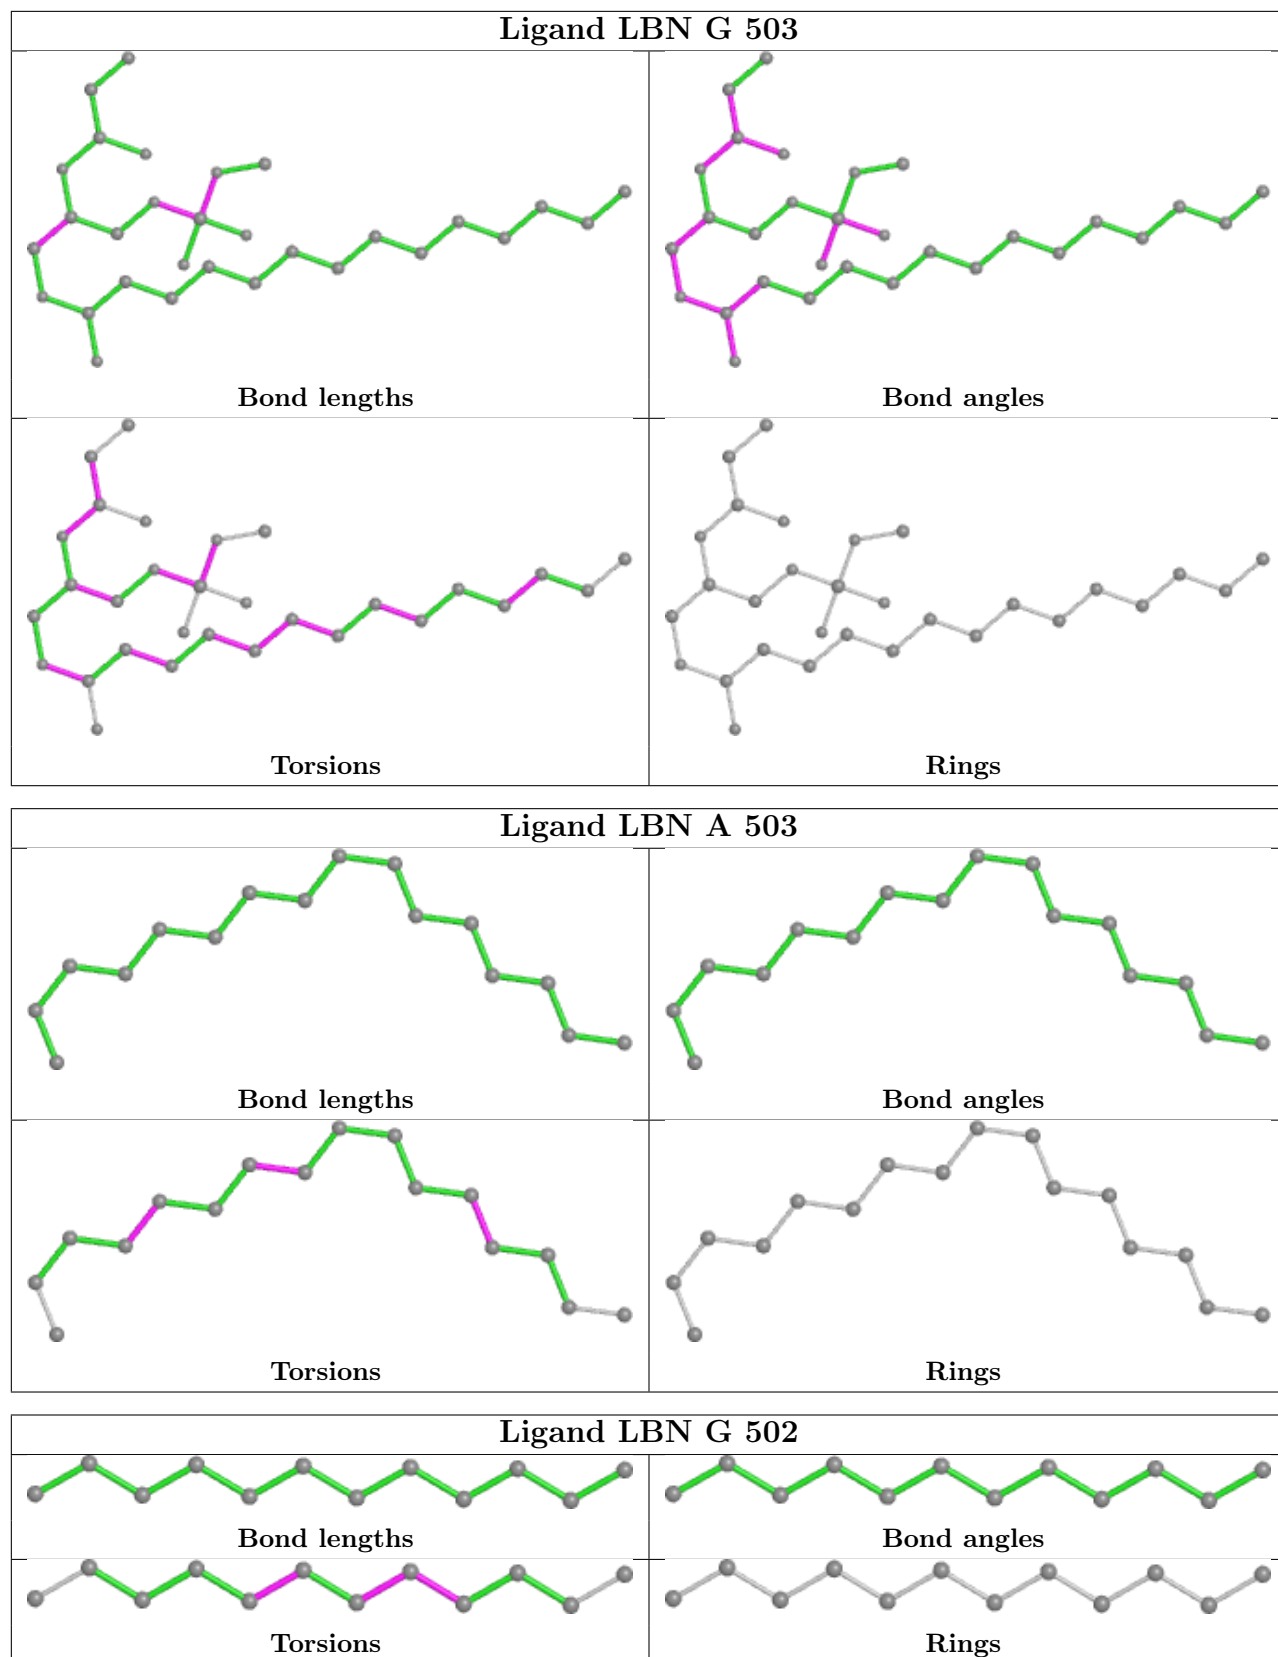 Ligand LBN G 503
Bond lengths
Bond angles
Torsions
Rings
Ligand LBN A 503
Bond lengths
Bond angles
Torsions
Rings
Ligand LBN G 502
Bond lengths
Bond angles
Torsions
Rings